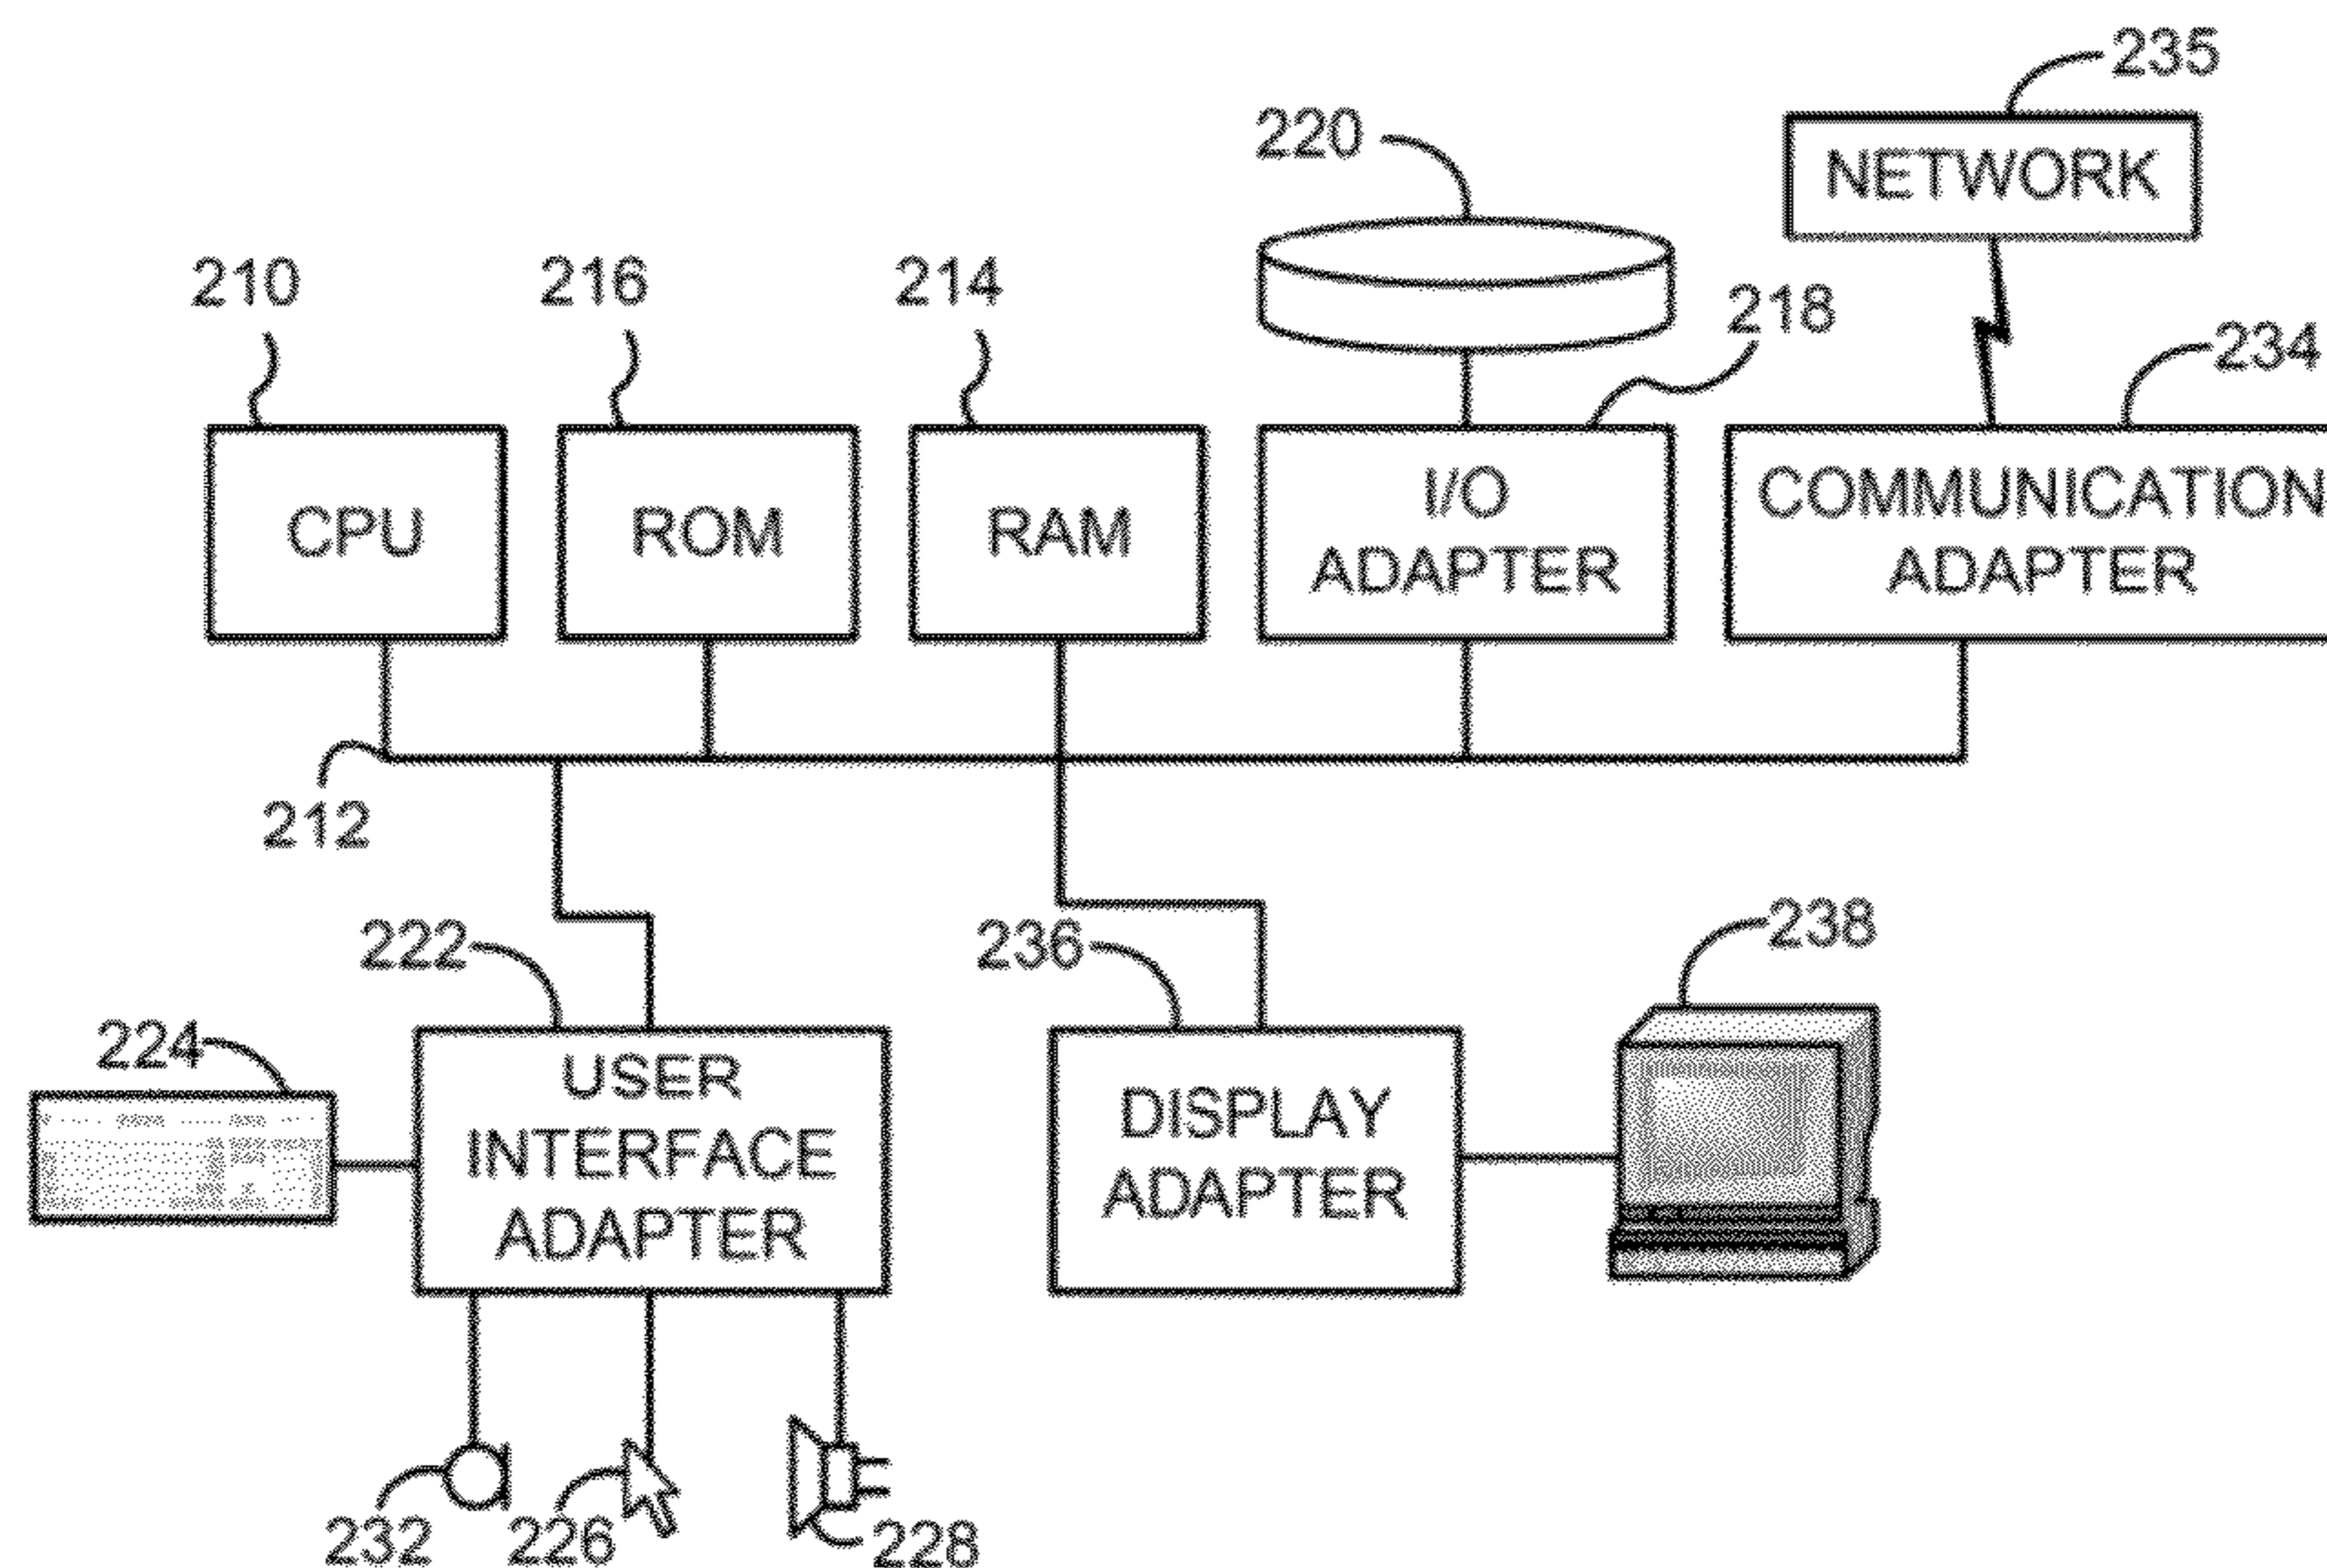 235
NETWORK
220
210
216
214
218
234
CPU
ROM
RAM
I/O
ADAPTER
COMMUNICATION
ADAPTER
212
222
236
238
224
USER
INTERFACE
ADAPTER
DISPLAY
ADAPTER
232
226
228